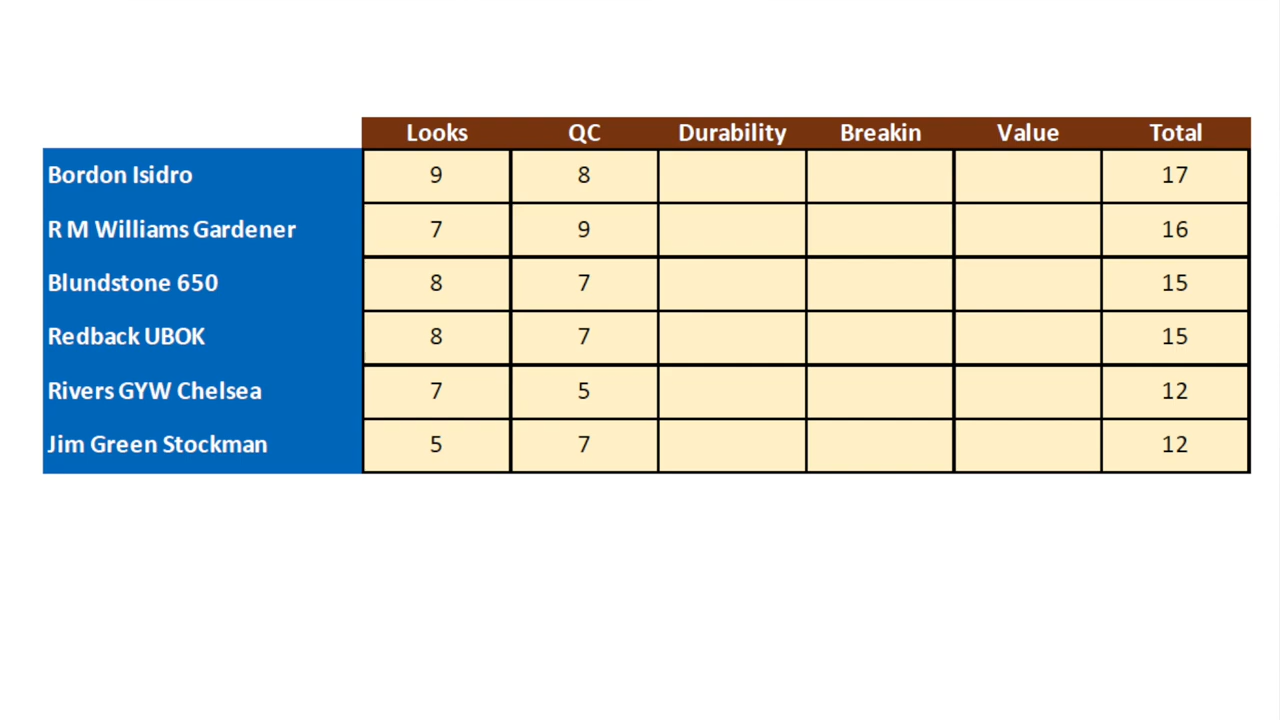 Looks QC Durability Breakin Value Total
Bordon Isidro 9 8 17
R M Williams Gardener 7 9 16
Blundstone 650 8 7 15
Redback UBOK 8 7 15
Rivers GYW Chelsea 7 5 12
Jim Green Stockman 5 7 12